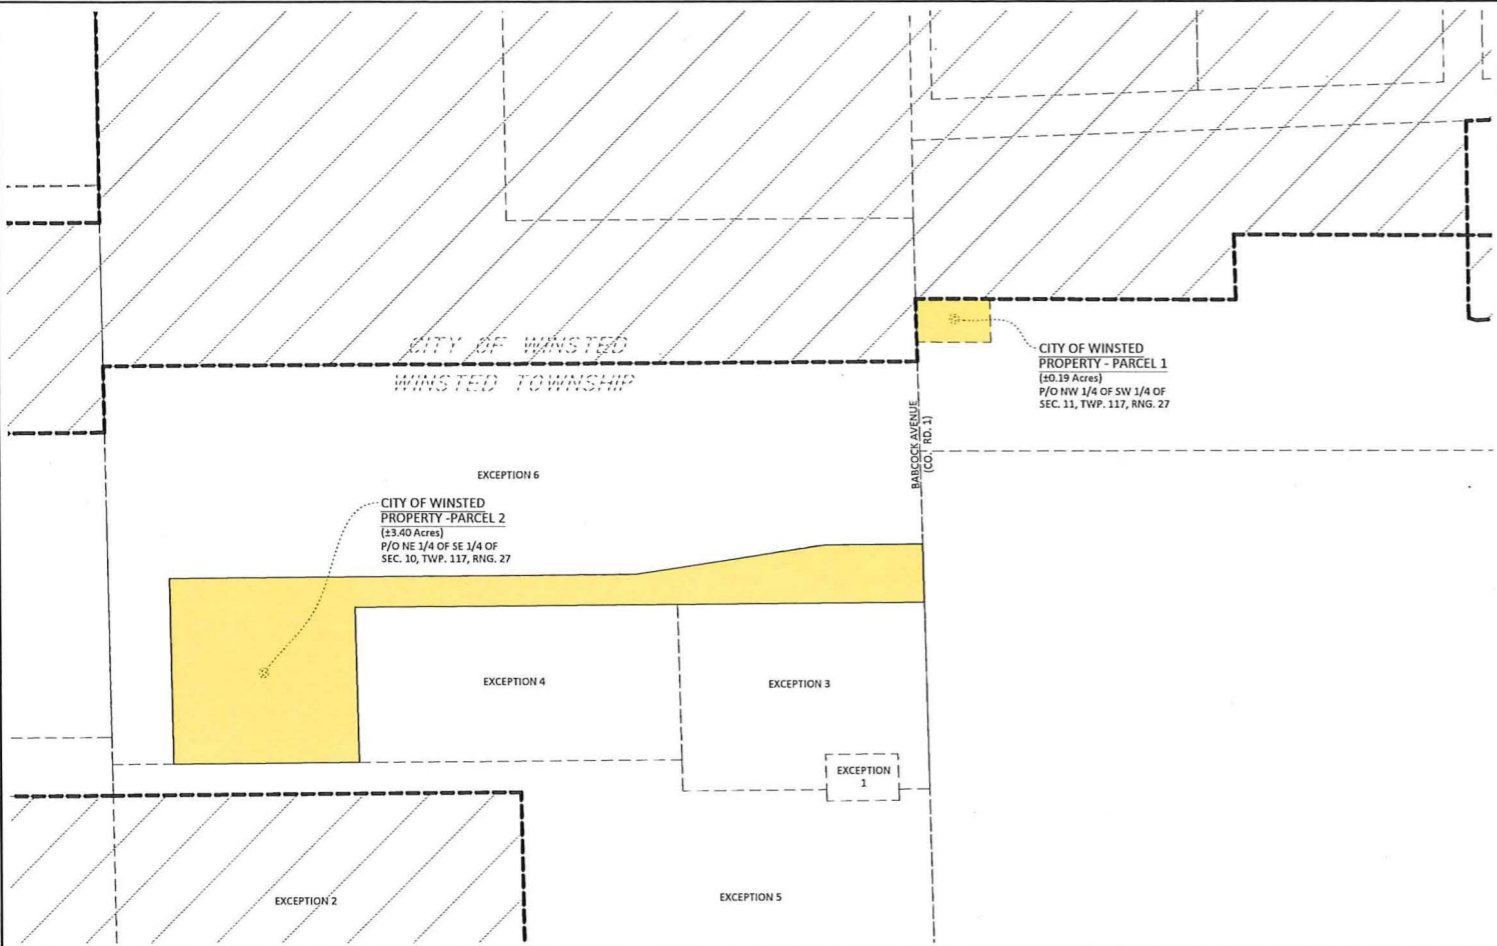 CITY OF WINSTED
WINSTED TOWNSHIP
CITY OF WINSTED
PROPERTY - PARCEL 1
(±0.19 Acres)
P/O NW 1/4 OF SW 1/4 OF
SEC. 11, TWP. 117, RNG. 27
BABCOCK AVENUE
(CO. RD. 1)
EXCEPTION 6
CITY OF WINSTED
PROPERTY -PARCEL 2
(±3.40 Acres)
P/O NE 1/4 OF SE 1/4 OF
SEC. 10, TWP. 117, RNG. 27
EXCEPTION 4
EXCEPTION 3
EXCEPTION
1
EXCEPTION 2
EXCEPTION 5